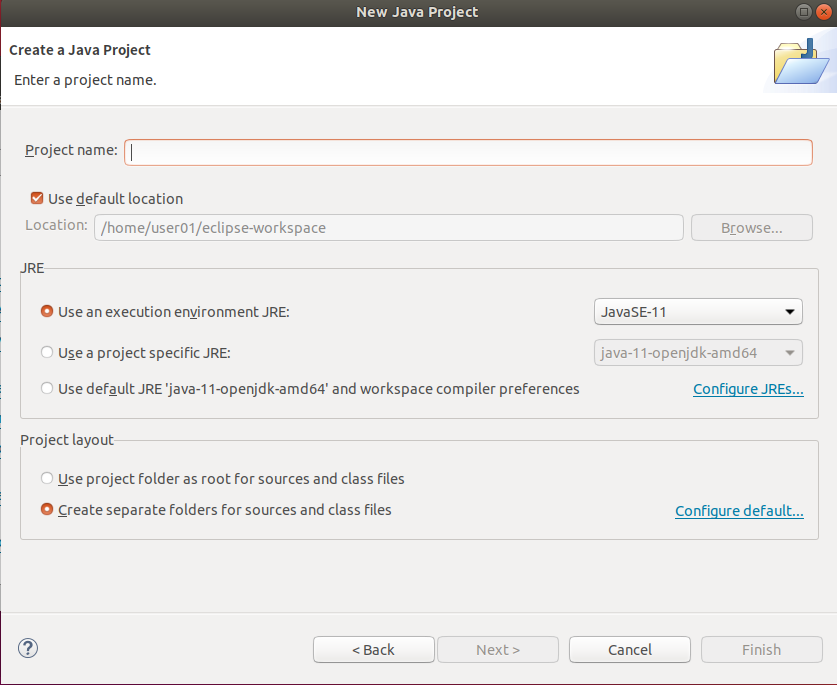 New Java Project
Create a Java Project
Enter a project name.
Project name:
Use default location
Location: /home/user01/eclipse-workspace Browse...
JRE
Use an execution environment JRE: JavaSE-11
Use a project specific JRE: java-11-openjdk-amd64
Use default JRE 'java-11-openjdk-amd64' and workspace compiler preferences Configure JREs...
Project layout
Use project folder as root for sources and class files
Create separate folders for sources and class files Configure default...
? < Back Next > Cancel Finish